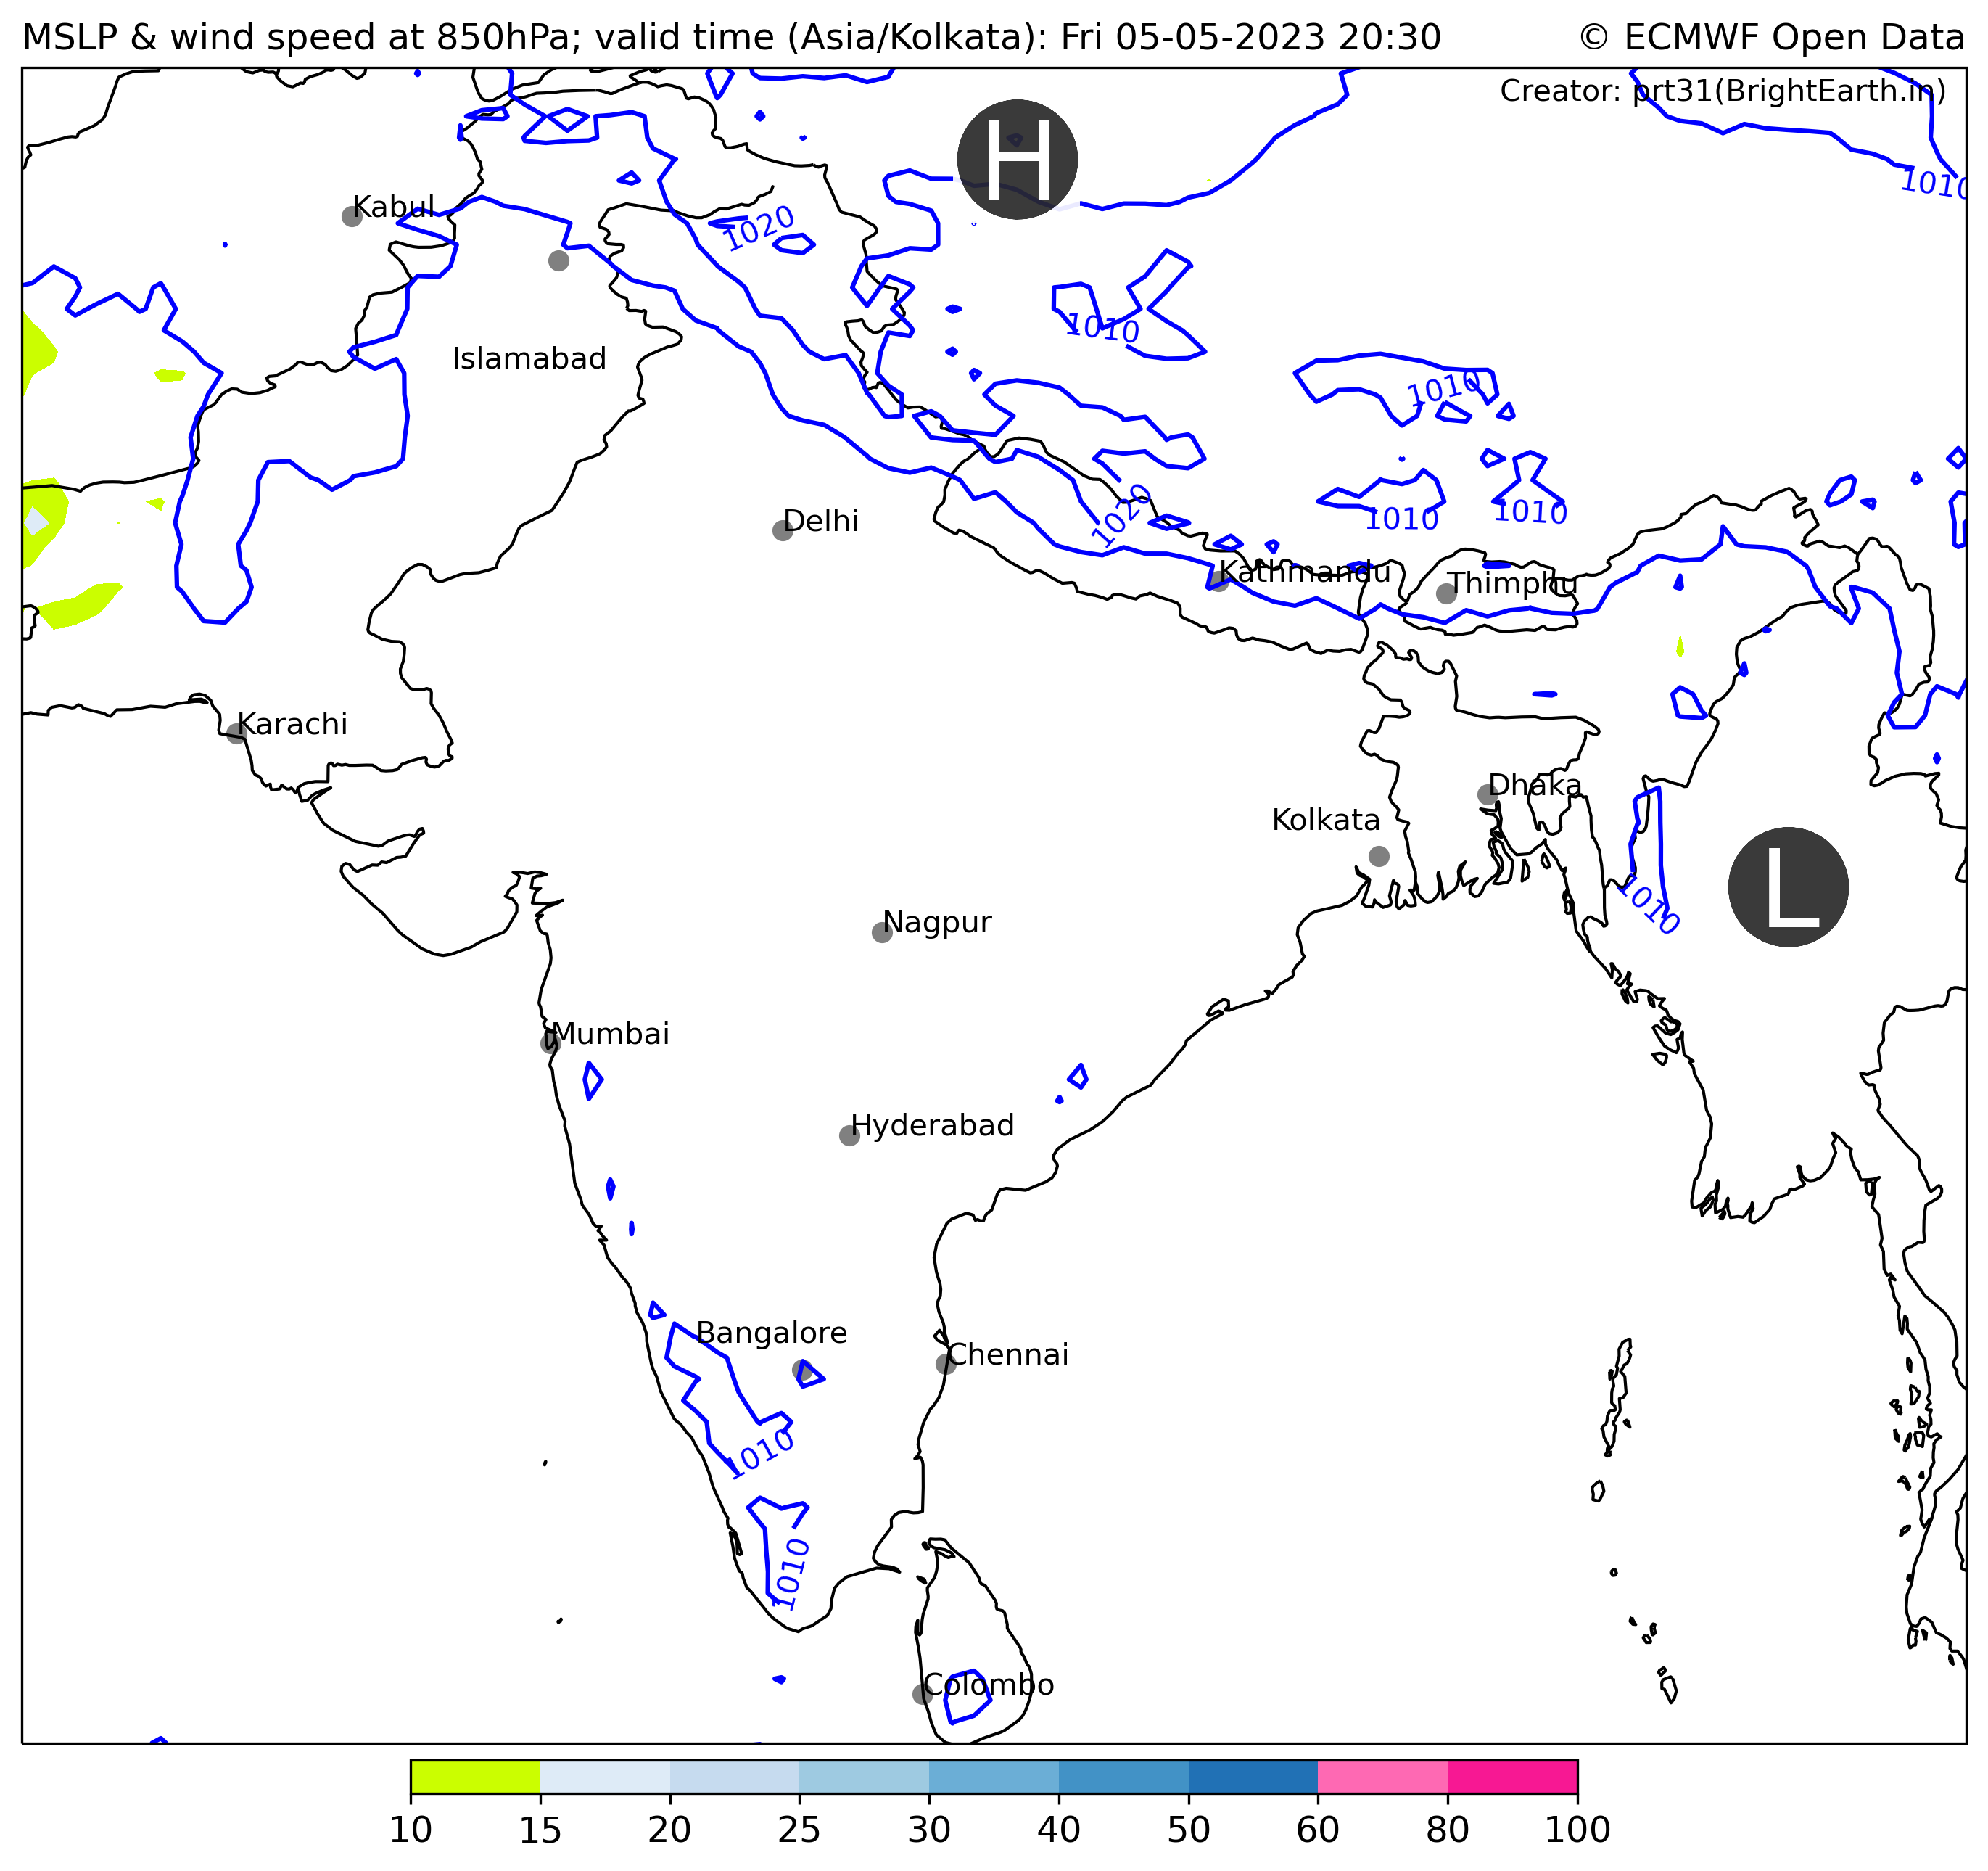 MSLP & wind speed at 850hPa; valid time (Asia/Kolkata): Fri 05-05-2023 20:30 © ECMWF Open Data
Creator: prt31(BrightEarth.in)
H
1010
Kabul
1020
1010
Islamabad
1010
1020
1010
1010
Delhi
Kathmandu
Thimphu
Karachi
Dhaka
Kolkata
1010
L
Nagpur
Mumbai
Hyderabad
Bangalore
Chennai
1010
1010
Colombo
10 15 20 25 30 40 50 60 80 100